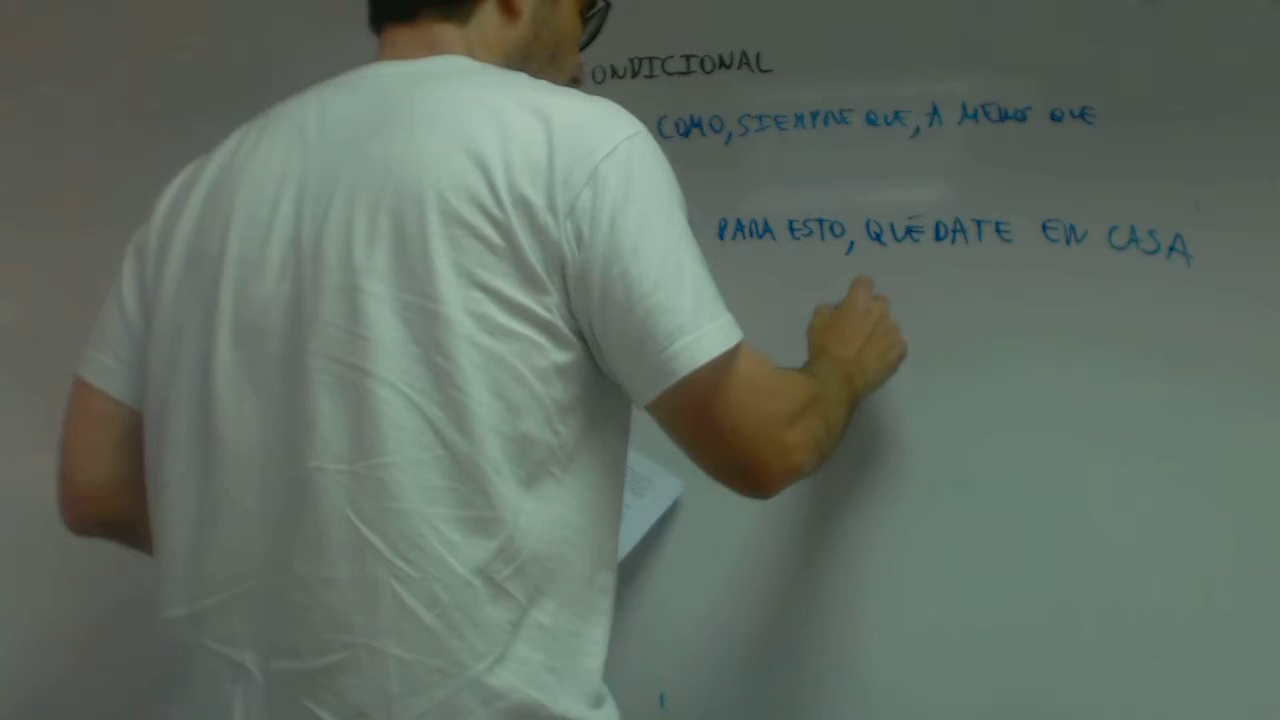 ONDICIONAL
COMO, SIEMPRE QUE, A MENOS QUE
PARA ESTO, QUÉDATE EN CASA